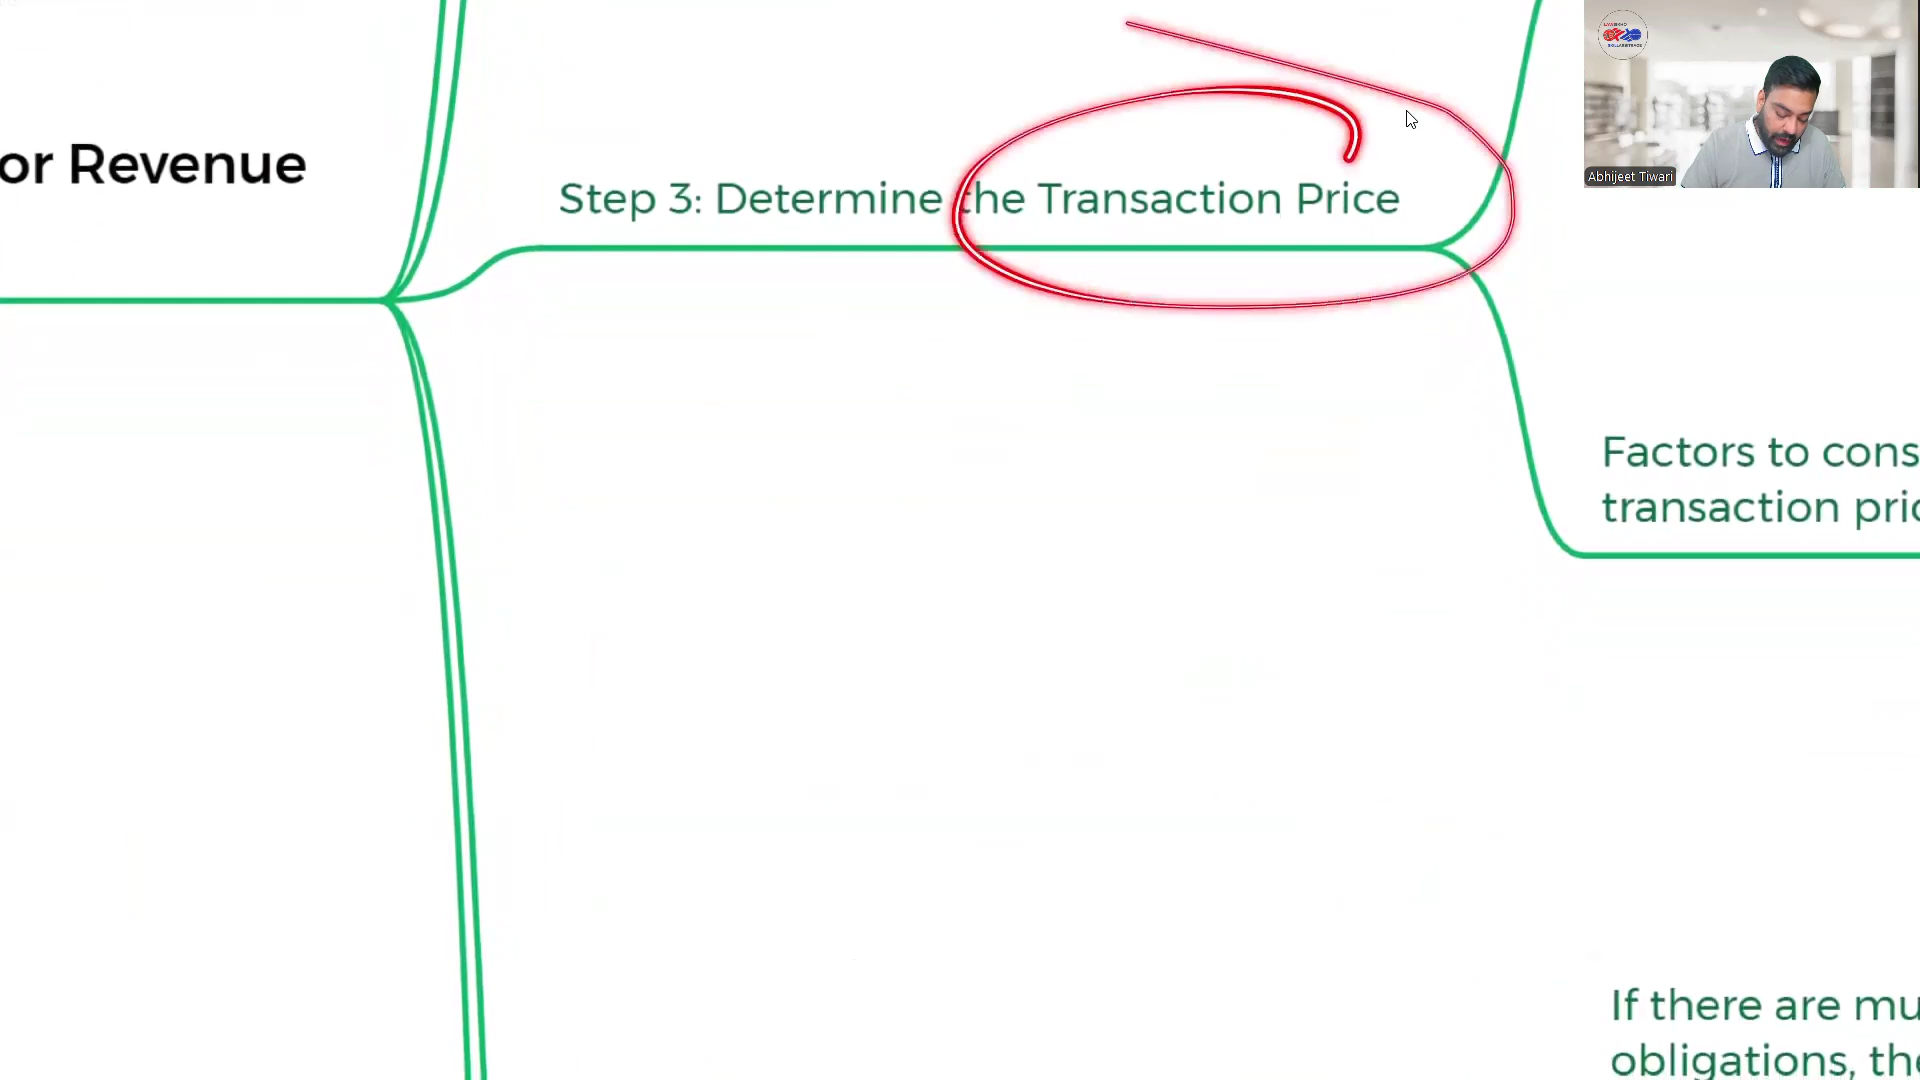 or Revenue
Step 3: Determine the Transaction Price
Abhijeet Tiwari
Factors to cons
transaction pric
If there are mu
obligations, the